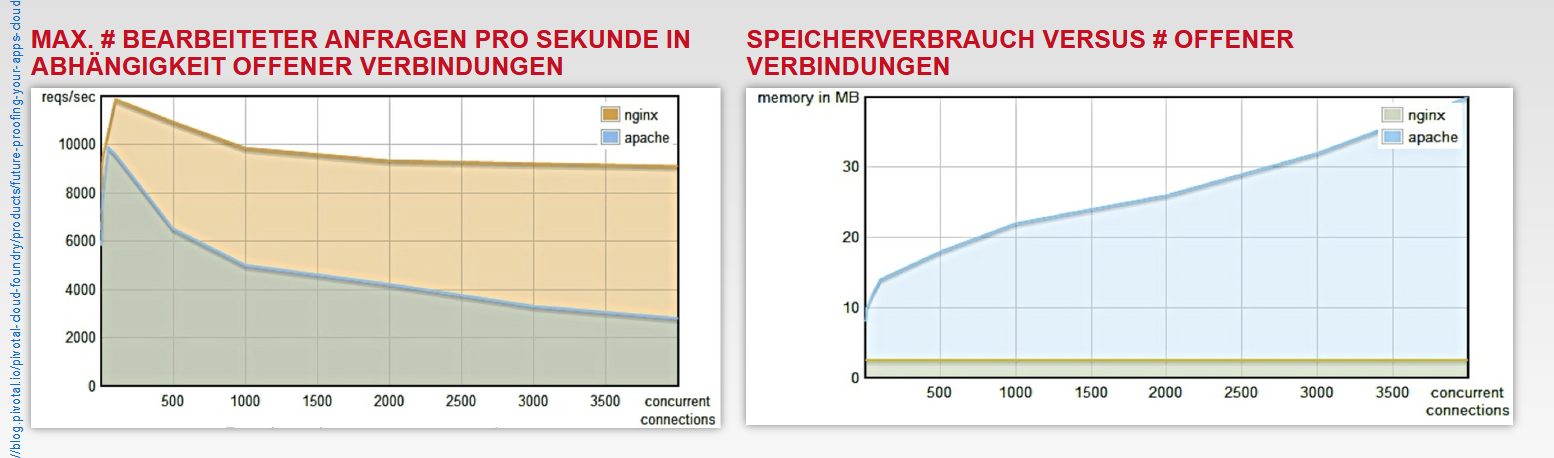 //blog.pivotal.io/pivotal-cloud-foundry/products/future-proofing-your-apps-cloud
MAX. # BEARBEITETER ANFRAGEN PRO SEKUNDE IN
ABHÄNGIGKEIT OFFENER VERBINDUNGEN
reqs/sec
nginx
apache
10000
8000
6000
4000
2000
0
500 1000 1500 2000 2500 3000 3500 concurrent
connections
SPEICHERVERBRAUCH VERSUS # OFFENER
VERBINDUNGEN
memory in MB
nginx
apache
30
20
10
0
500 1000 1500 2000 2500 3000 3500 concurrent
connections